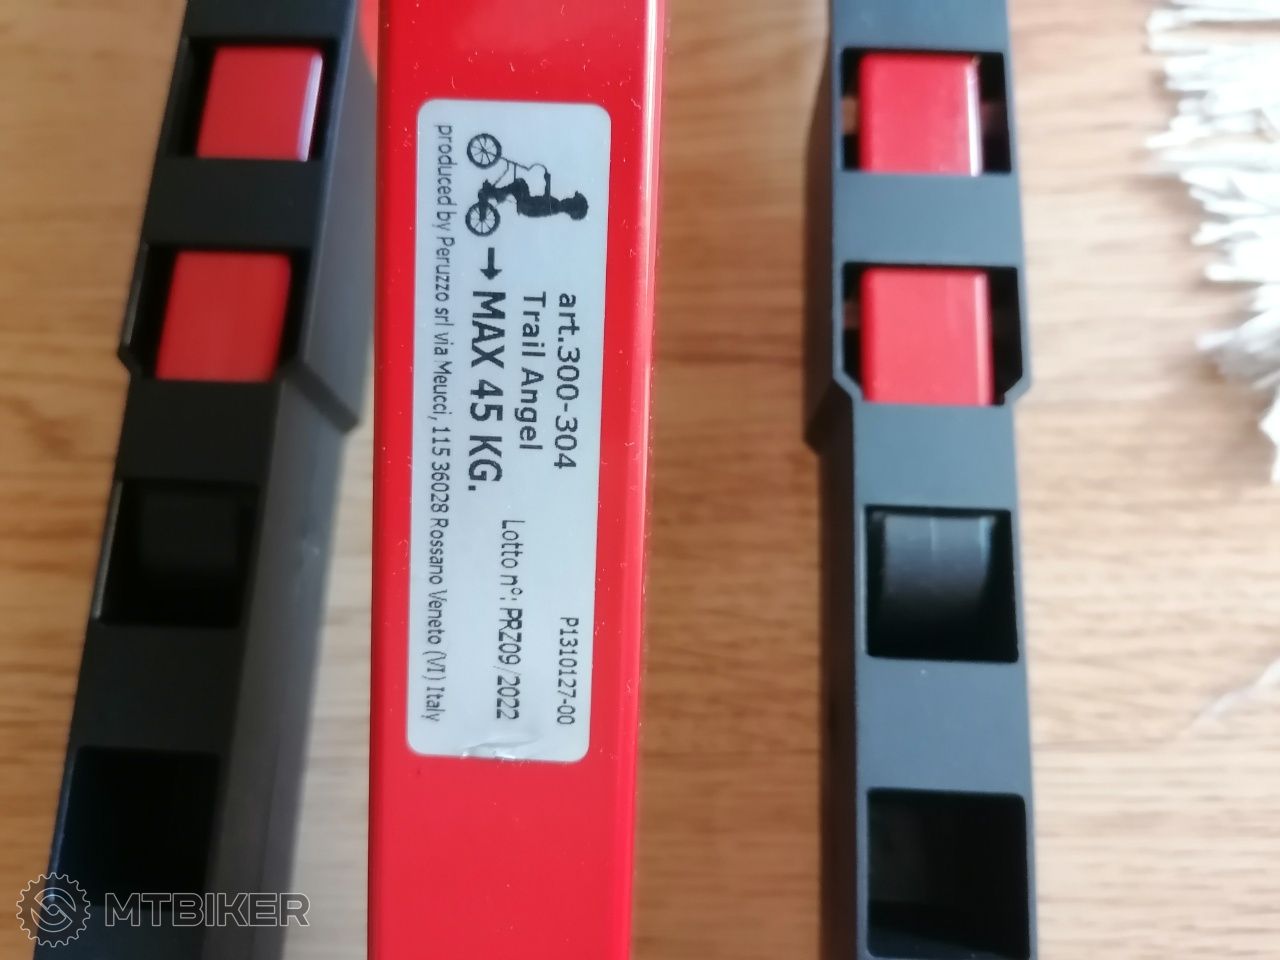 art.300-304
P1310127-00
Trail Angel
Lotto n°: PRZ09/2022
→ MAX 45 KG.
produced by Peruzzo srl via Meucci, 115 36028 Rossano Veneto (VI) Italy
MTBIKER